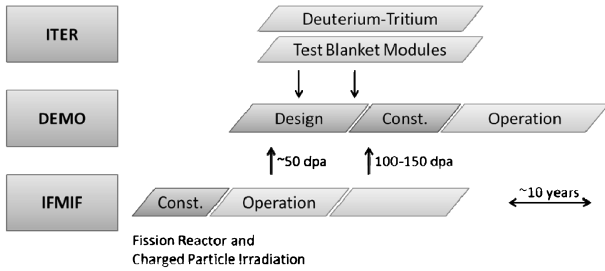 ITER
Deuterium-Tritium
Test Blanket Modules
DEMO
Design
Const.
Operation
~50 dpa
100-150 dpa
IFMIF
Const.
Operation
~10 years
Fission Reactor and
Charged Particle Irradiation